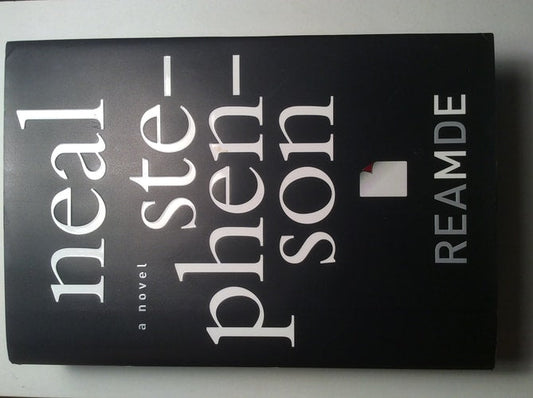 neal
a novel
ste-
phen-
son
REAMDE